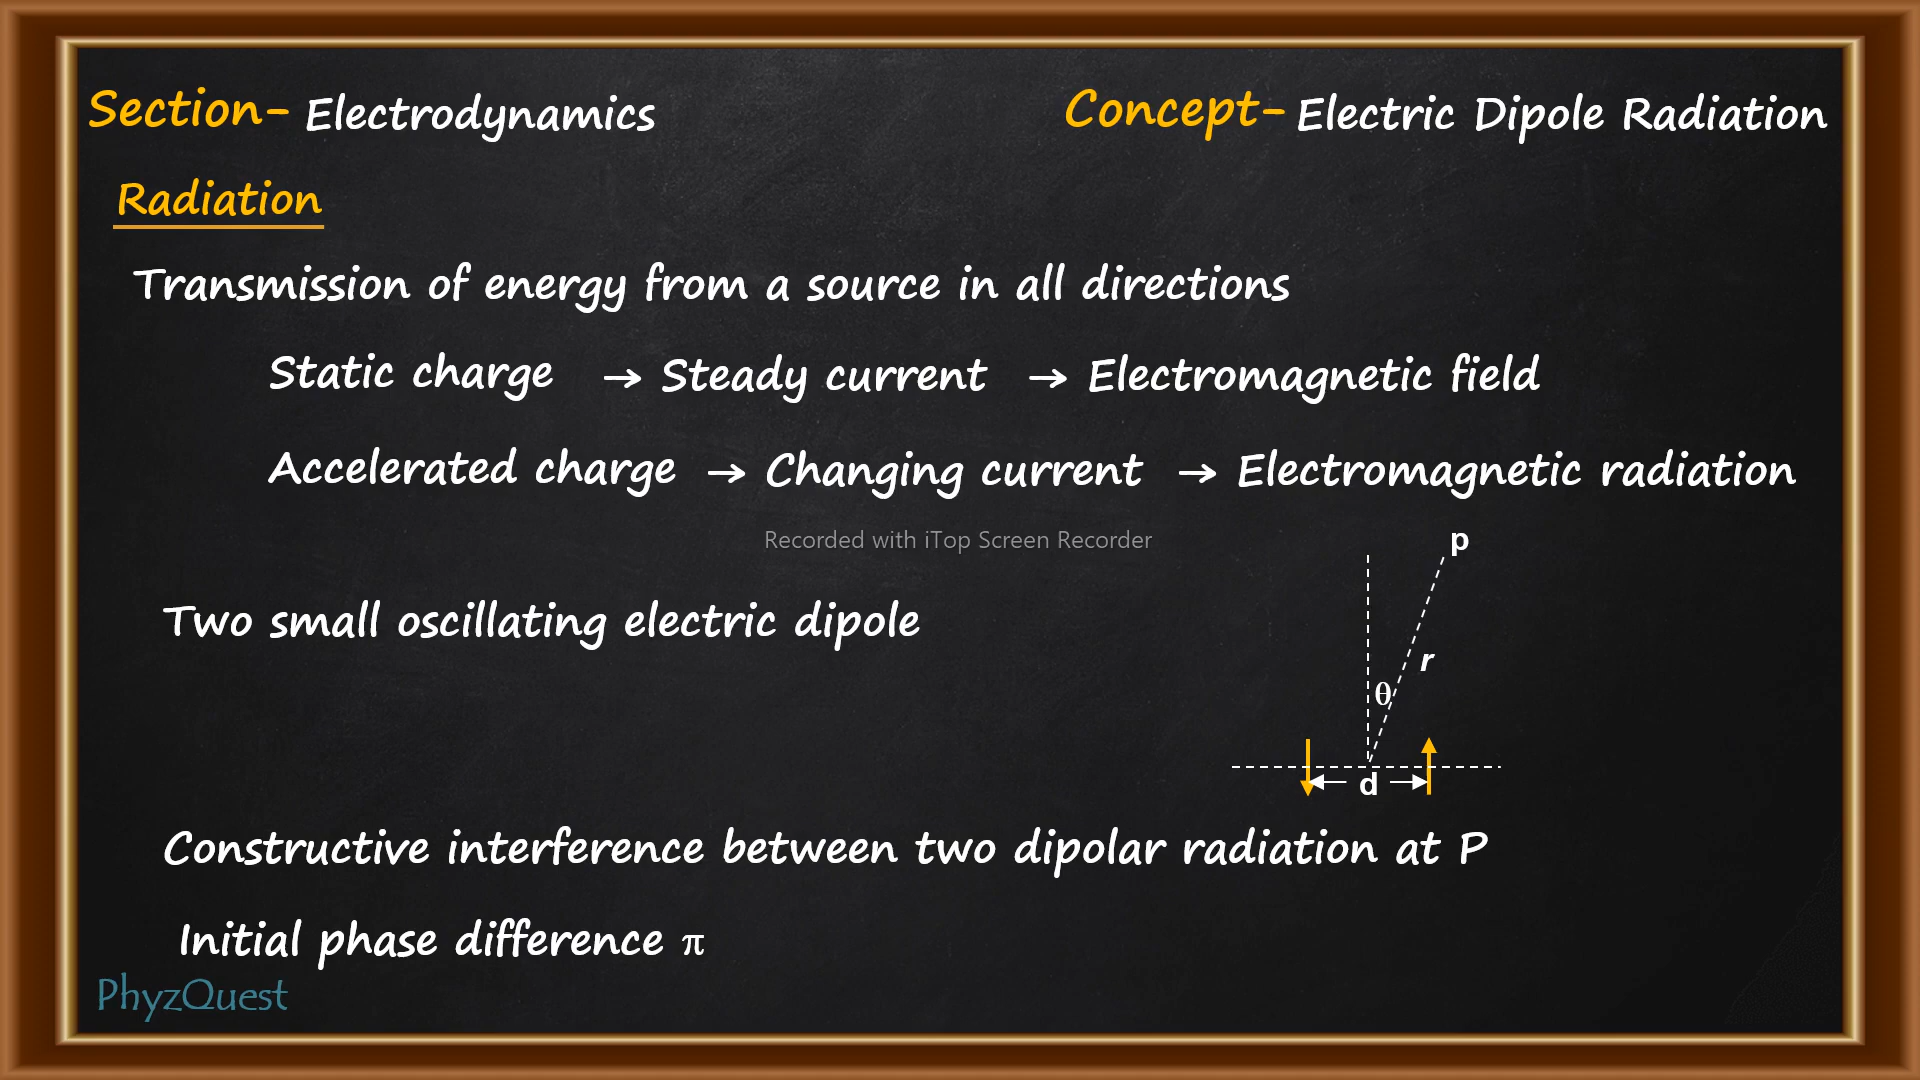 Section- Electrodynamics
Concept- Electric Dipole Radiation
Radiation
Transmission of energy from a source in all directions
Static charge → Steady current → Electromagnetic field
Accelerated charge → Changing current → Electromagnetic radiation
Recorded with iTop Screen Recorder
p
Two small oscillating electric dipole
r
θ
d
Constructive interference between two dipolar radiation at P
Initial phase difference π
PhyzQuest